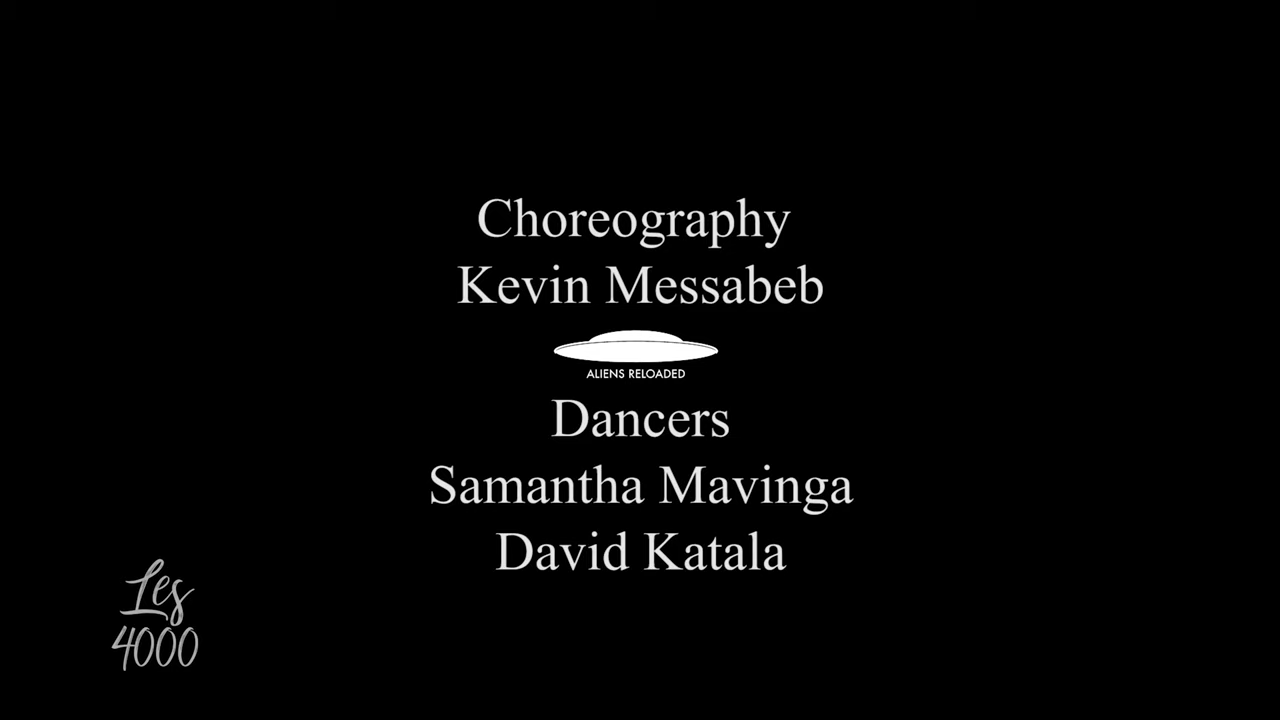 Choreography
Kevin Messabeb
ALIENS RELOADED
Dancers
Samantha Mavinga
David Katala
Les
4000